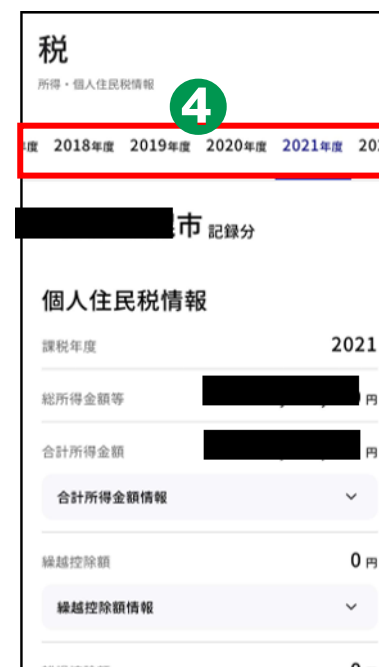 税
所得・個人住民税情報
4
度 2018年度 2019年度 2020年度 2021年度 202
市 記録分
個人住民税情報
課税年度 2021
総所得金額等 円
合計所得金額 円
合計所得金額情報
繰越控除額 0 円
繰越控除額情報